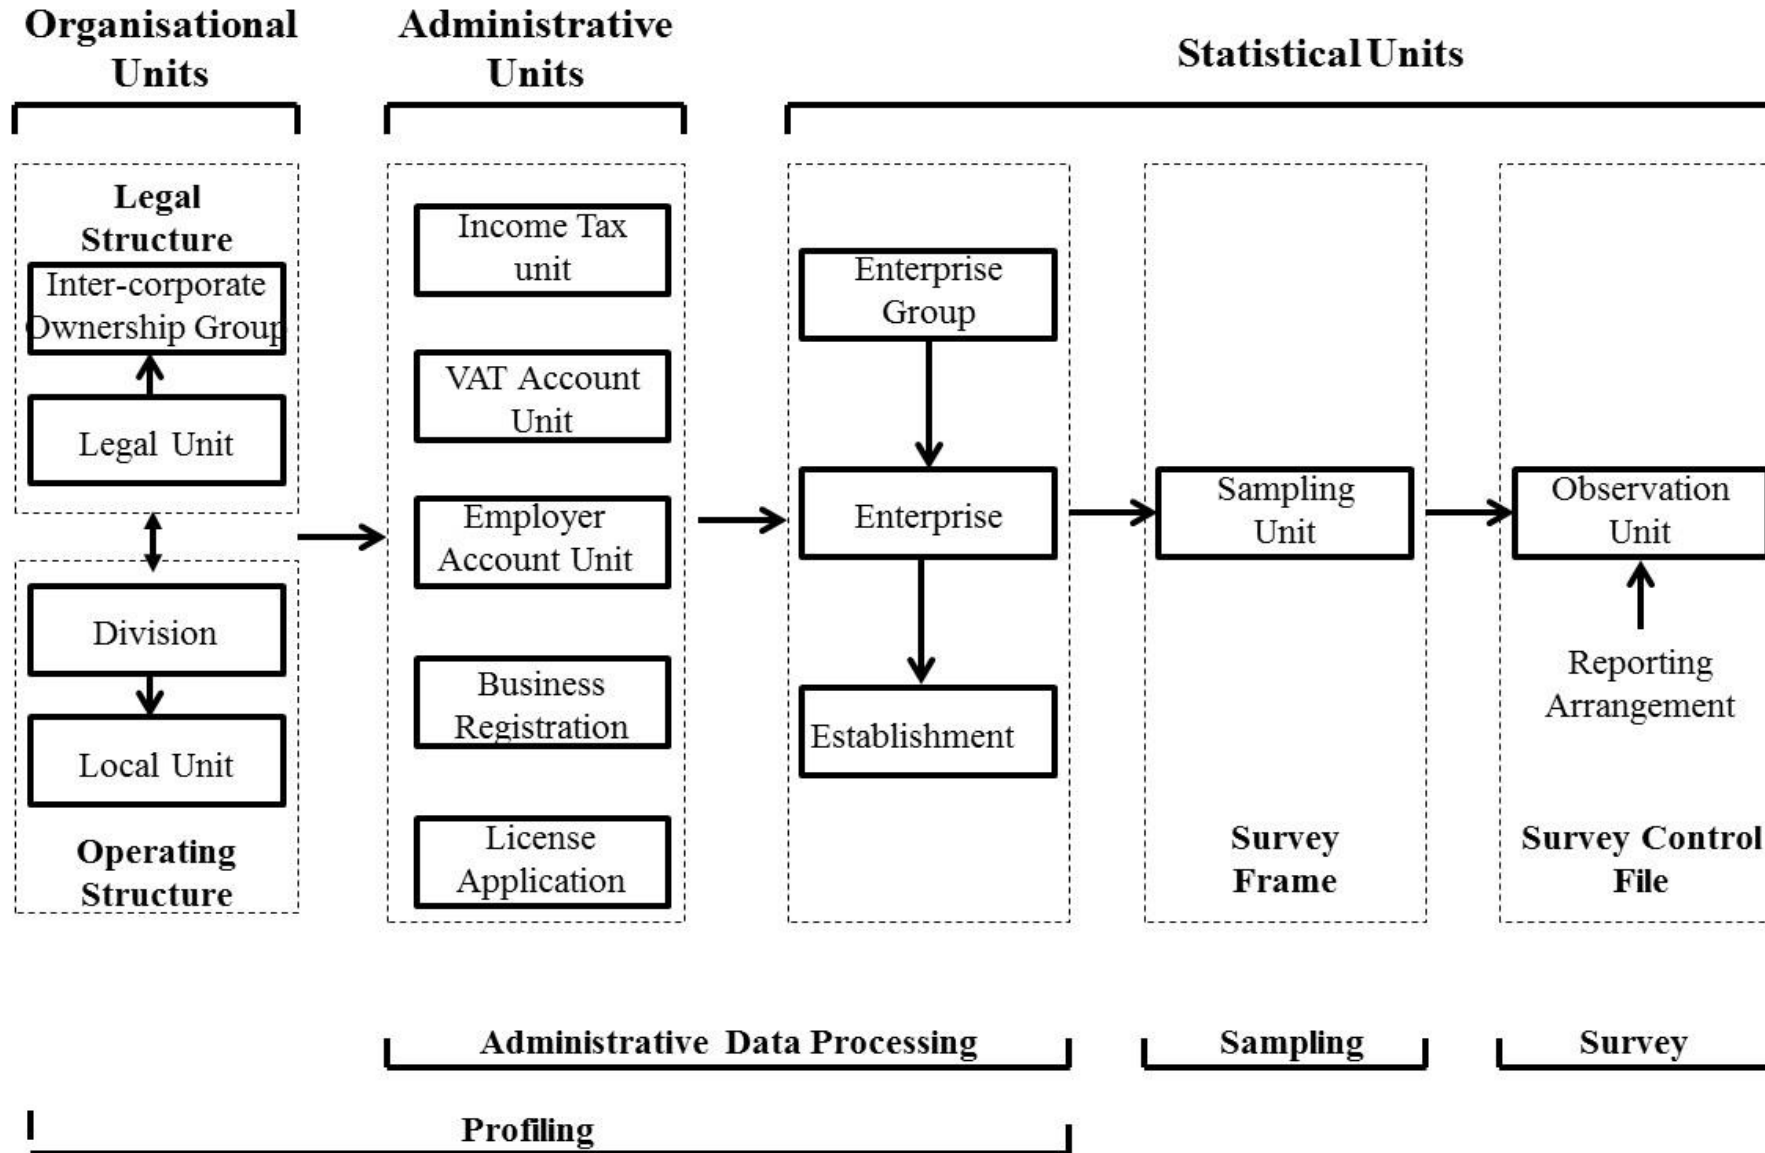 Organisational
Units
Administrative
Units
Statistical Units
Legal
Structure
Inter-corporate
Ownership Group
Legal Unit
Division
Local Unit
Operating
Structure
Income Tax
unit
VAT Account
Unit
Employer
Account Unit
Business
Registration
License
Application
Enterprise
Group
Enterprise
Establishment
Sampling
Unit
Survey
Frame
Observation
Unit
Reporting
Arrangement
Survey Control
File
Administrative Data Processing
Sampling
Survey
Profiling